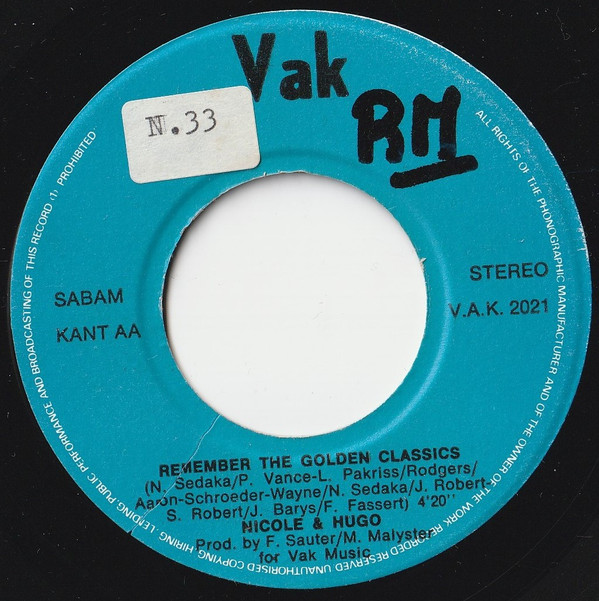 Vak
RM
N.33
SABAM
KANT AA
STEREO
V.A.K. 2021
REMEMBER THE GOLDEN CLASSICS
(N. Sedaka/P. Vance-L. Pakriss/Rodgers/
Aaron-Schroeder-Wayne/N. Sedaka/J. Robert-
S. Robert/J. Barys/F. Fassert) 4'20''
NICOLE & HUGO
Prod. by F. Sauter/M. Malyster
for Vak Music
ALL RIGHTS OF THE PHONOGRAPHIC MANUFACTURER AND OF THE OWNER OF THE WORK RECORDED RESERVED UNAUTHORISED COPYING, HIRING, LENDING, PUBLIC PERFORMANCE AND BROADCASTING OF THIS RECORD (1) PROHIBITED